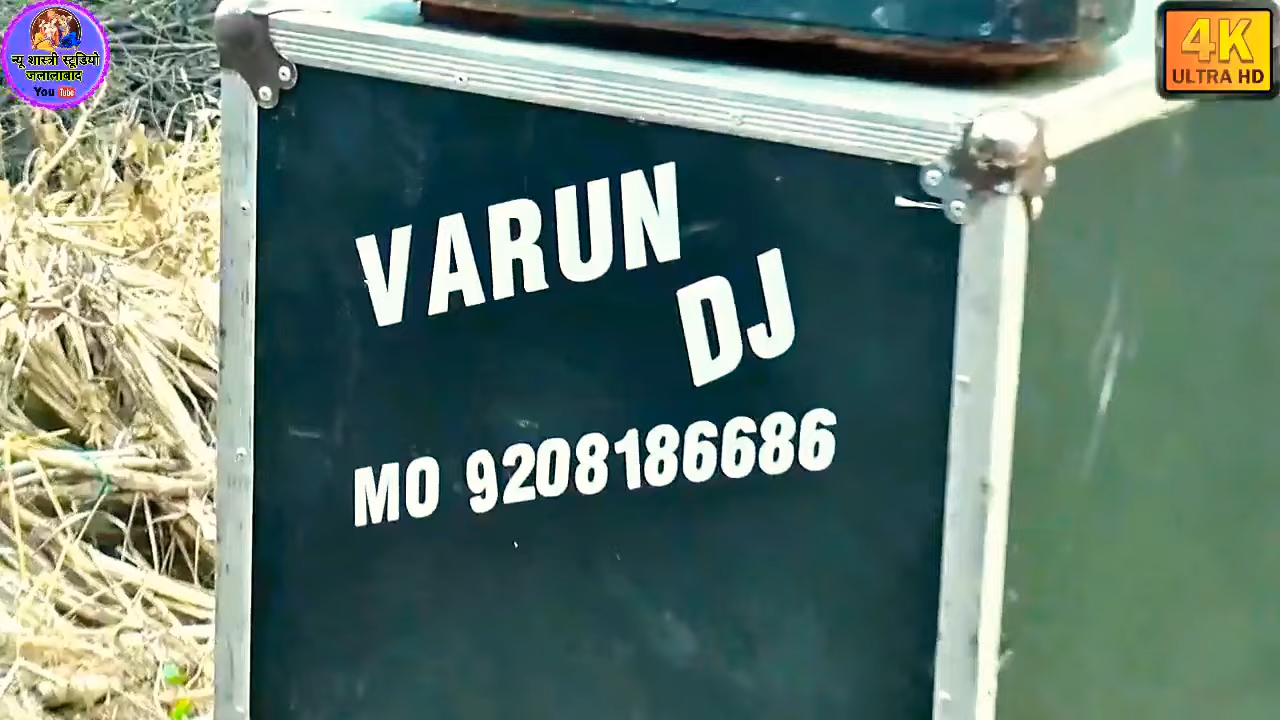 न्यू शास्त्री स्टूडियो
जलालाबाद
You Tube
4K
ULTRA HD
VARUN
DJ
MO 9208186686